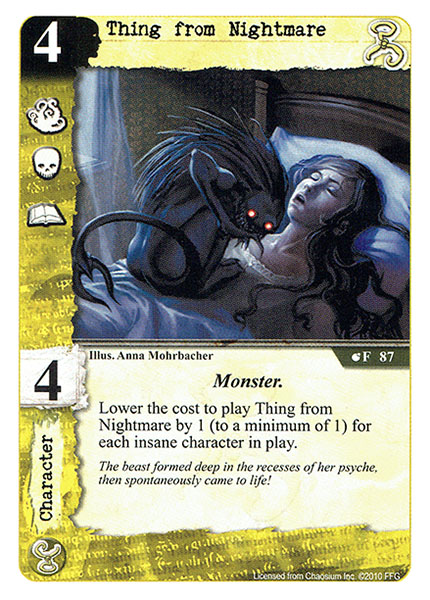 4
Thing from Nightmare
Illus. Anna Mohrbacher
F 87
4
Monster.
Lower the cost to play Thing from
Nightmare by 1 (to a minimum of 1) for
each insane character in play.
The beast formed deep in the recesses of her psyche,
then spontaneously came to life!
Character
Licensed from Chaosium Inc. ©2010 FFG